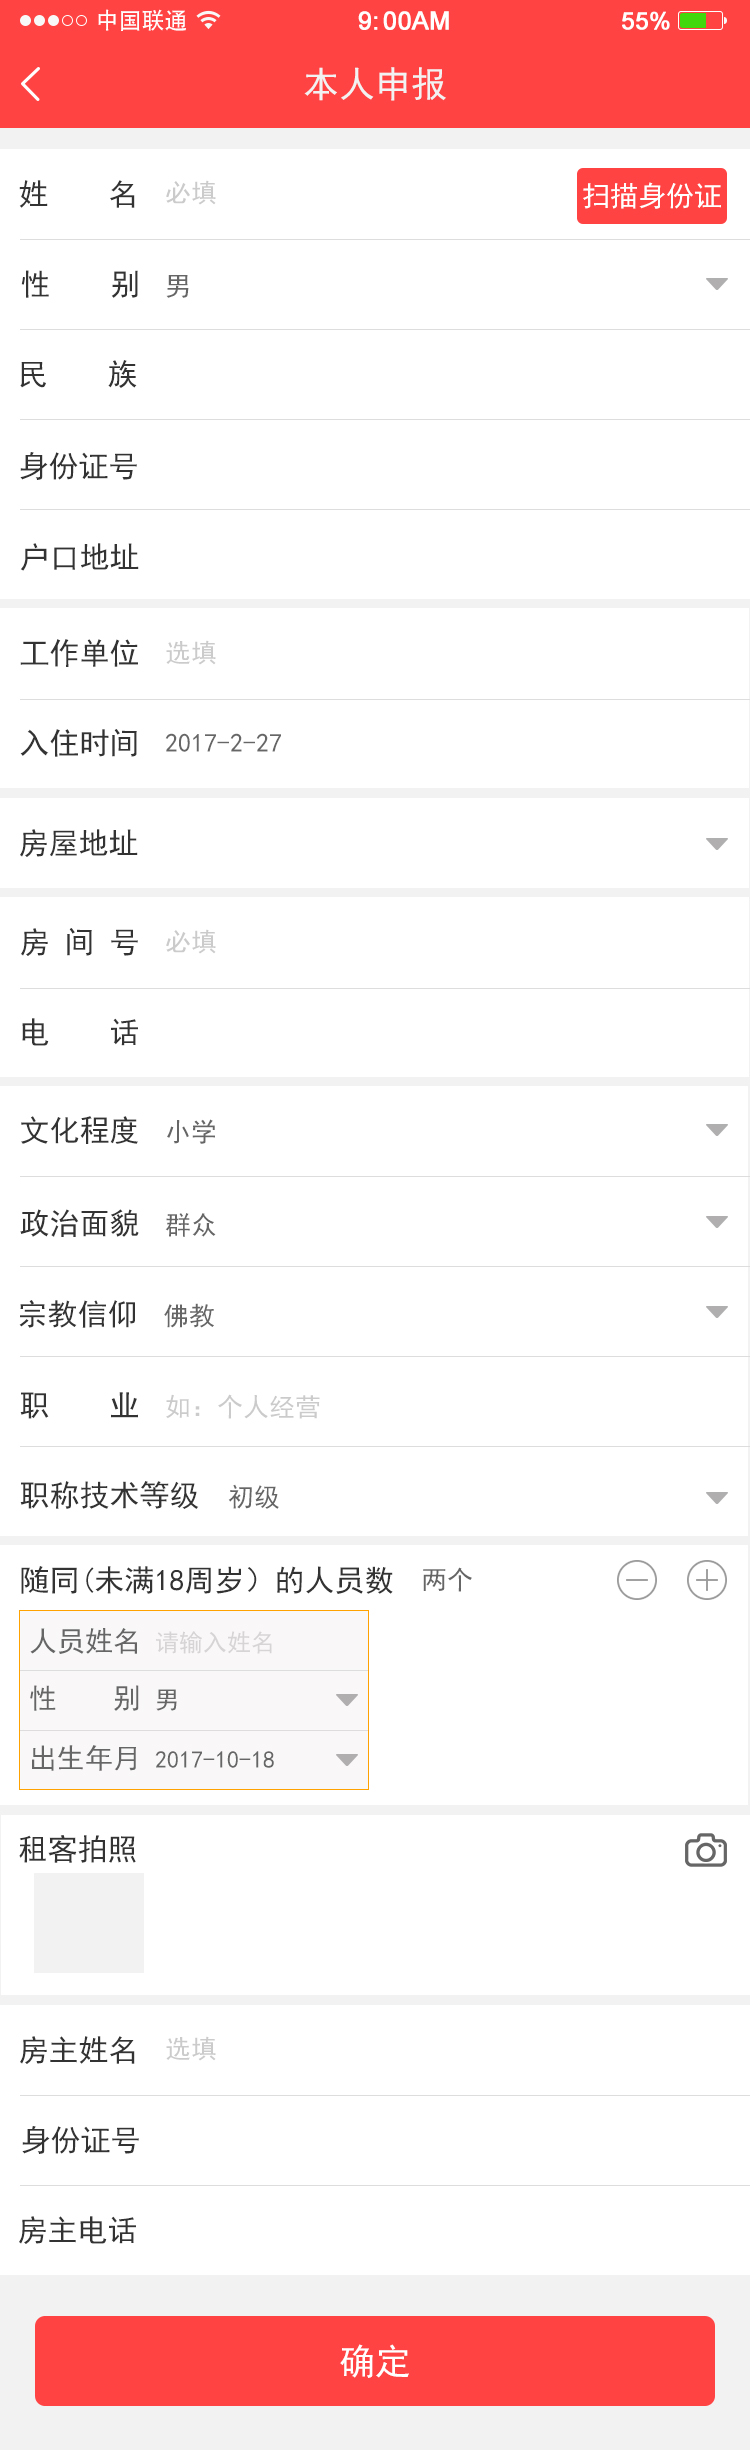 中国联通 9:00AM 55%
本人申报
姓 名 必填 扫描身份证
性 别 男
民 族
身份证号
户口地址
工作单位 选填
入住时间 2017-2-27
房屋地址
房 间 号 必填
电 话
文化程度 小学
政治面貌 群众
宗教信仰 佛教
职 业 如：个人经营
职称技术等级 初级
随同(未满18周岁）的人员数 两个
人员姓名 请输入姓名
性 别 男
出生年月 2017-10-18
租客拍照
房主姓名 选填
身份证号
房主电话
确定